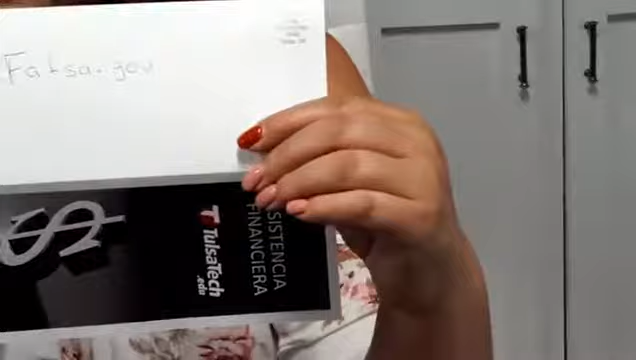 Fafsa.gov
$
TulsaTech
.edu
ASISTENCIA
FINANCIERA